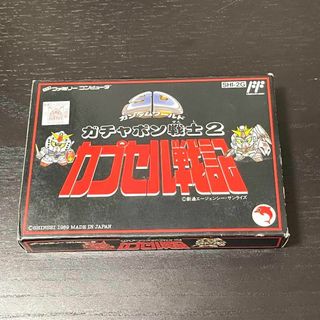 ファミリーコンピュータ
SHI-2G
SD
ガンダムワールド
ガチャポン戦士2
カプセル戦記
©創通エージェンシー・サンライズ
©SHINSEI 1989 MADE IN JAPAN